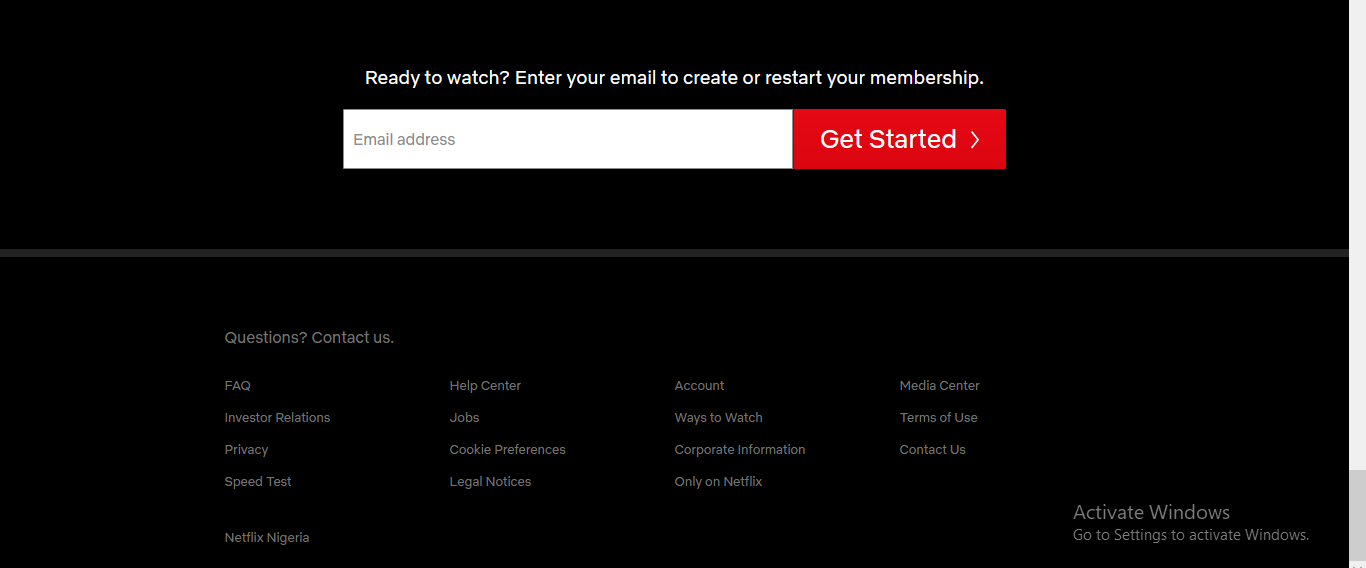 Ready to watch? Enter your email to create or restart your membership.
Email address
Get Started
Questions? Contact us.
FAQ
Help Center
Account
Media Center
Investor Relations
Jobs
Ways to Watch
Terms of Use
Privacy
Cookie Preferences
Corporate Information
Contact Us
Speed Test
Legal Notices
Only on Netflix
Netflix Nigeria
Activate Windows
Go to Settings to activate Windows.